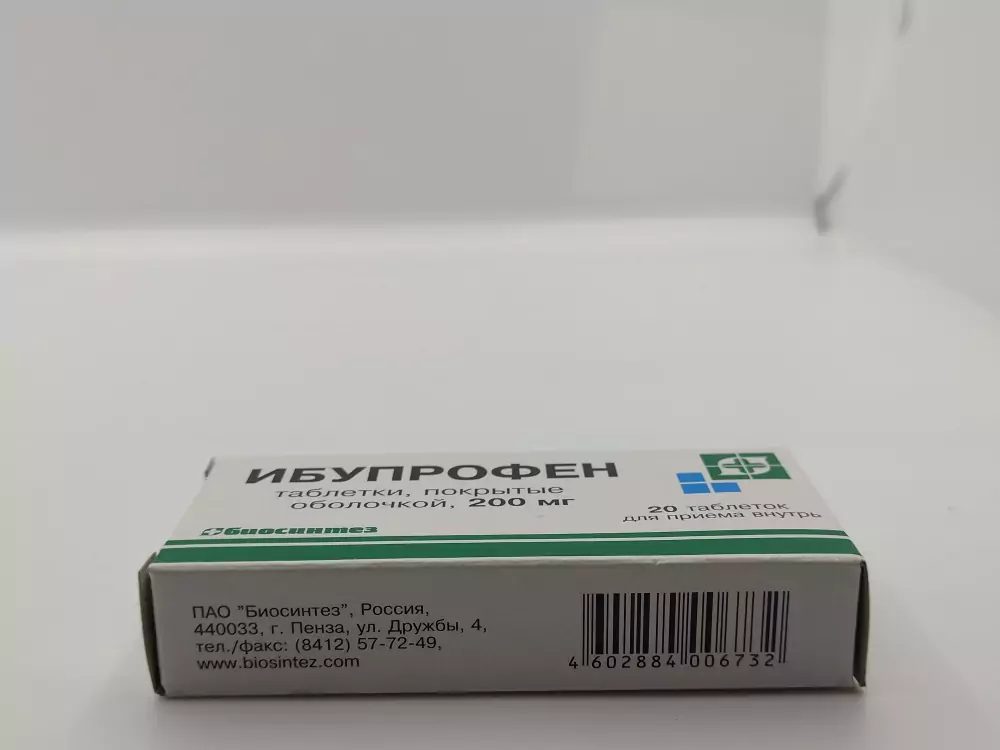 ИБУПРОФЕН
таблетки, покрытые
оболочкой, 200 мг
20 таблеток
для приема внутрь
биосинтез
ПАО "Биосинтез", Россия,
440033, г. Пенза, ул. Дружбы, 4,
тел./факс: (8412) 57-72-49,
www.biosintez.com
4 602884 006732